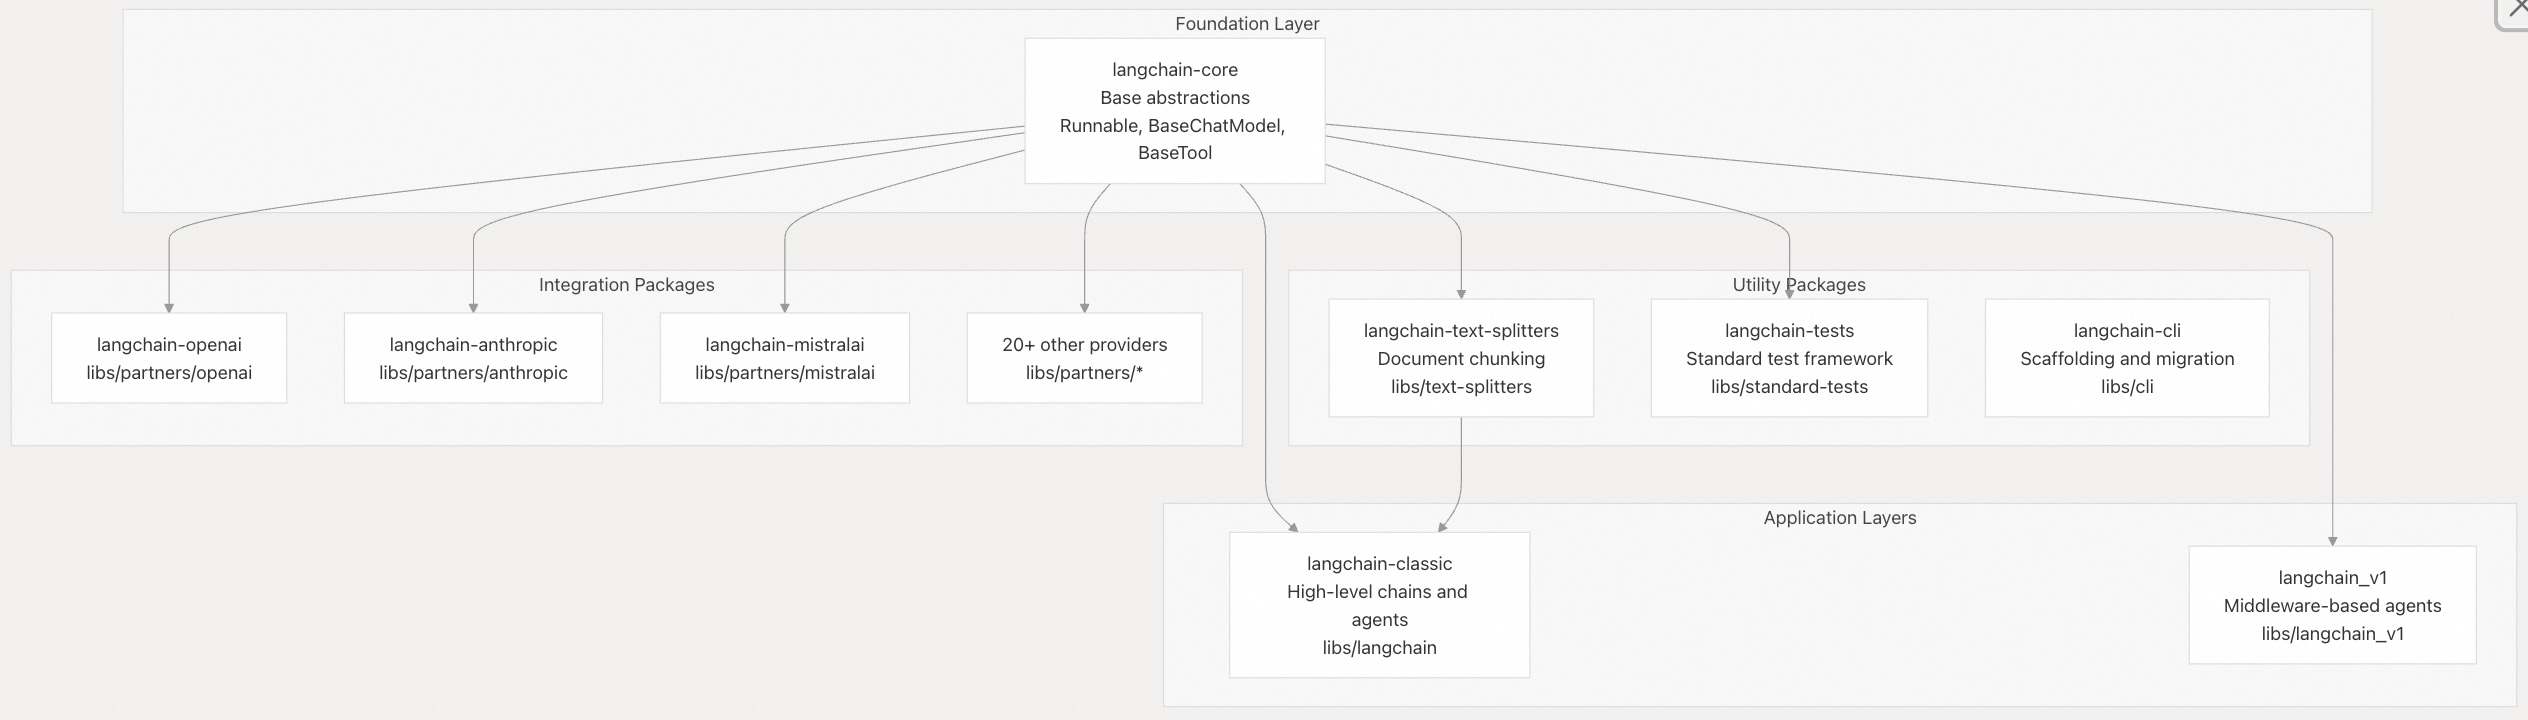 Foundation Layer
langchain-core
Base abstractions
Runnable, BaseChatModel,
BaseTool
Integration Packages
langchain-openai
libs/partners/openai
langchain-anthropic
libs/partners/anthropic
langchain-mistralai
libs/partners/mistralai
20+ other providers
libs/partners/*
Utility Packages
langchain-text-splitters
Document chunking
libs/text-splitters
langchain-tests
Standard test framework
libs/standard-tests
langchain-cli
Scaffolding and migration
libs/cli
Application Layers
langchain-classic
High-level chains and
agents
libs/langchain
langchain_v1
Middleware-based agents
libs/langchain_v1